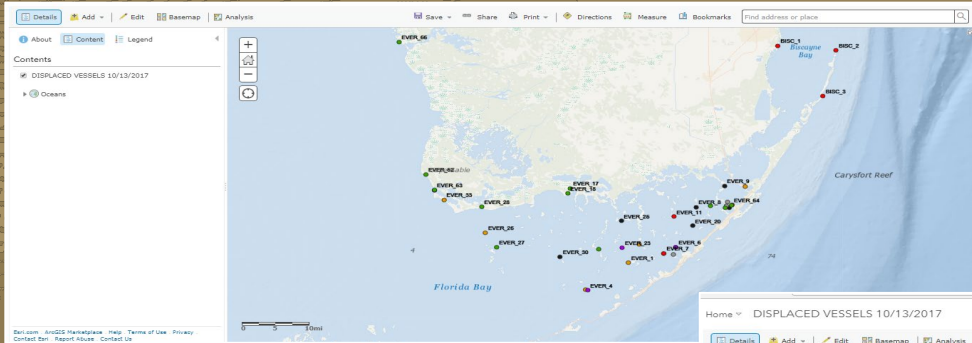 Details Add Edit Basemap Analysis Save Share Print Directions Measure Bookmarks Find address or place
About Content Legend
Contents
DISPLACED VESSELS 10/13/2017
Oceans
EVER_66
BISC_1
Biscayne Bay
BISC_2
BISC_3
Carysfort Reef
EVER_62
EVER_63
EVER_55
EVER_28
EVER_17
EVER_9
EVER_8
EVER_64
EVER_11
EVER_26
EVER_20
EVER_25
EVER_27
EVER_23
EVER_6
EVER_7
EVER_30
EVER_1
EVER_4
4
74
Florida Bay
0 5 10mi
Esri.com ArcGIS Marketplace Help Terms of Use Privacy
Contact Esri Report Abuse Contact Us
Home DISPLACED VESSELS 10/13/2017
Details Add Edit Basemap Analysis